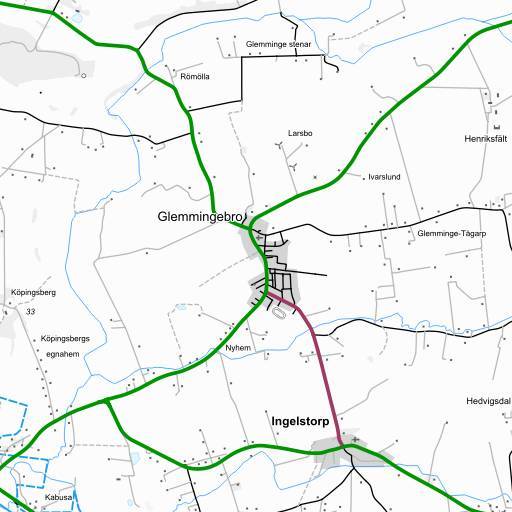 Glemminge stenar
Römölla
Larsbo
Henriksfält
Ivarslund
Glemmingebro
Glemminge-Tågarp
Köpingsberg
33
Köpingsbergs
egnahem
Nyhem
Hedvigsdal
Ingelstorp
Kabusa